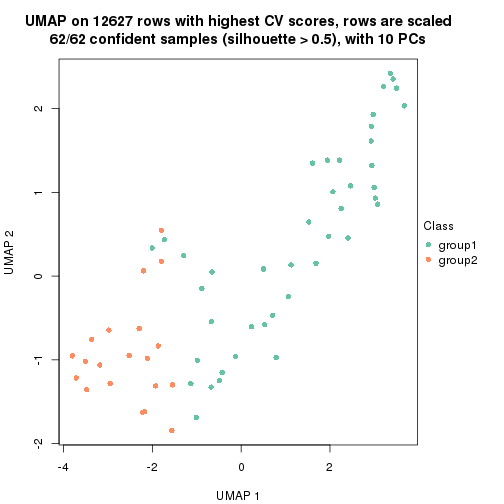 UMAP on 12627 rows with highest CV scores, rows are scaled
62/62 confident samples (silhouette > 0.5), with 10 PCs
2
1
0
-1
-2
UMAP 2
-4
-2
0
2
UMAP 1
Class
group1
group2